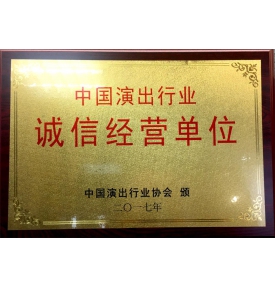 中国演出行业
诚信经营单位
中国演出行业协会 颁
二〇一七年